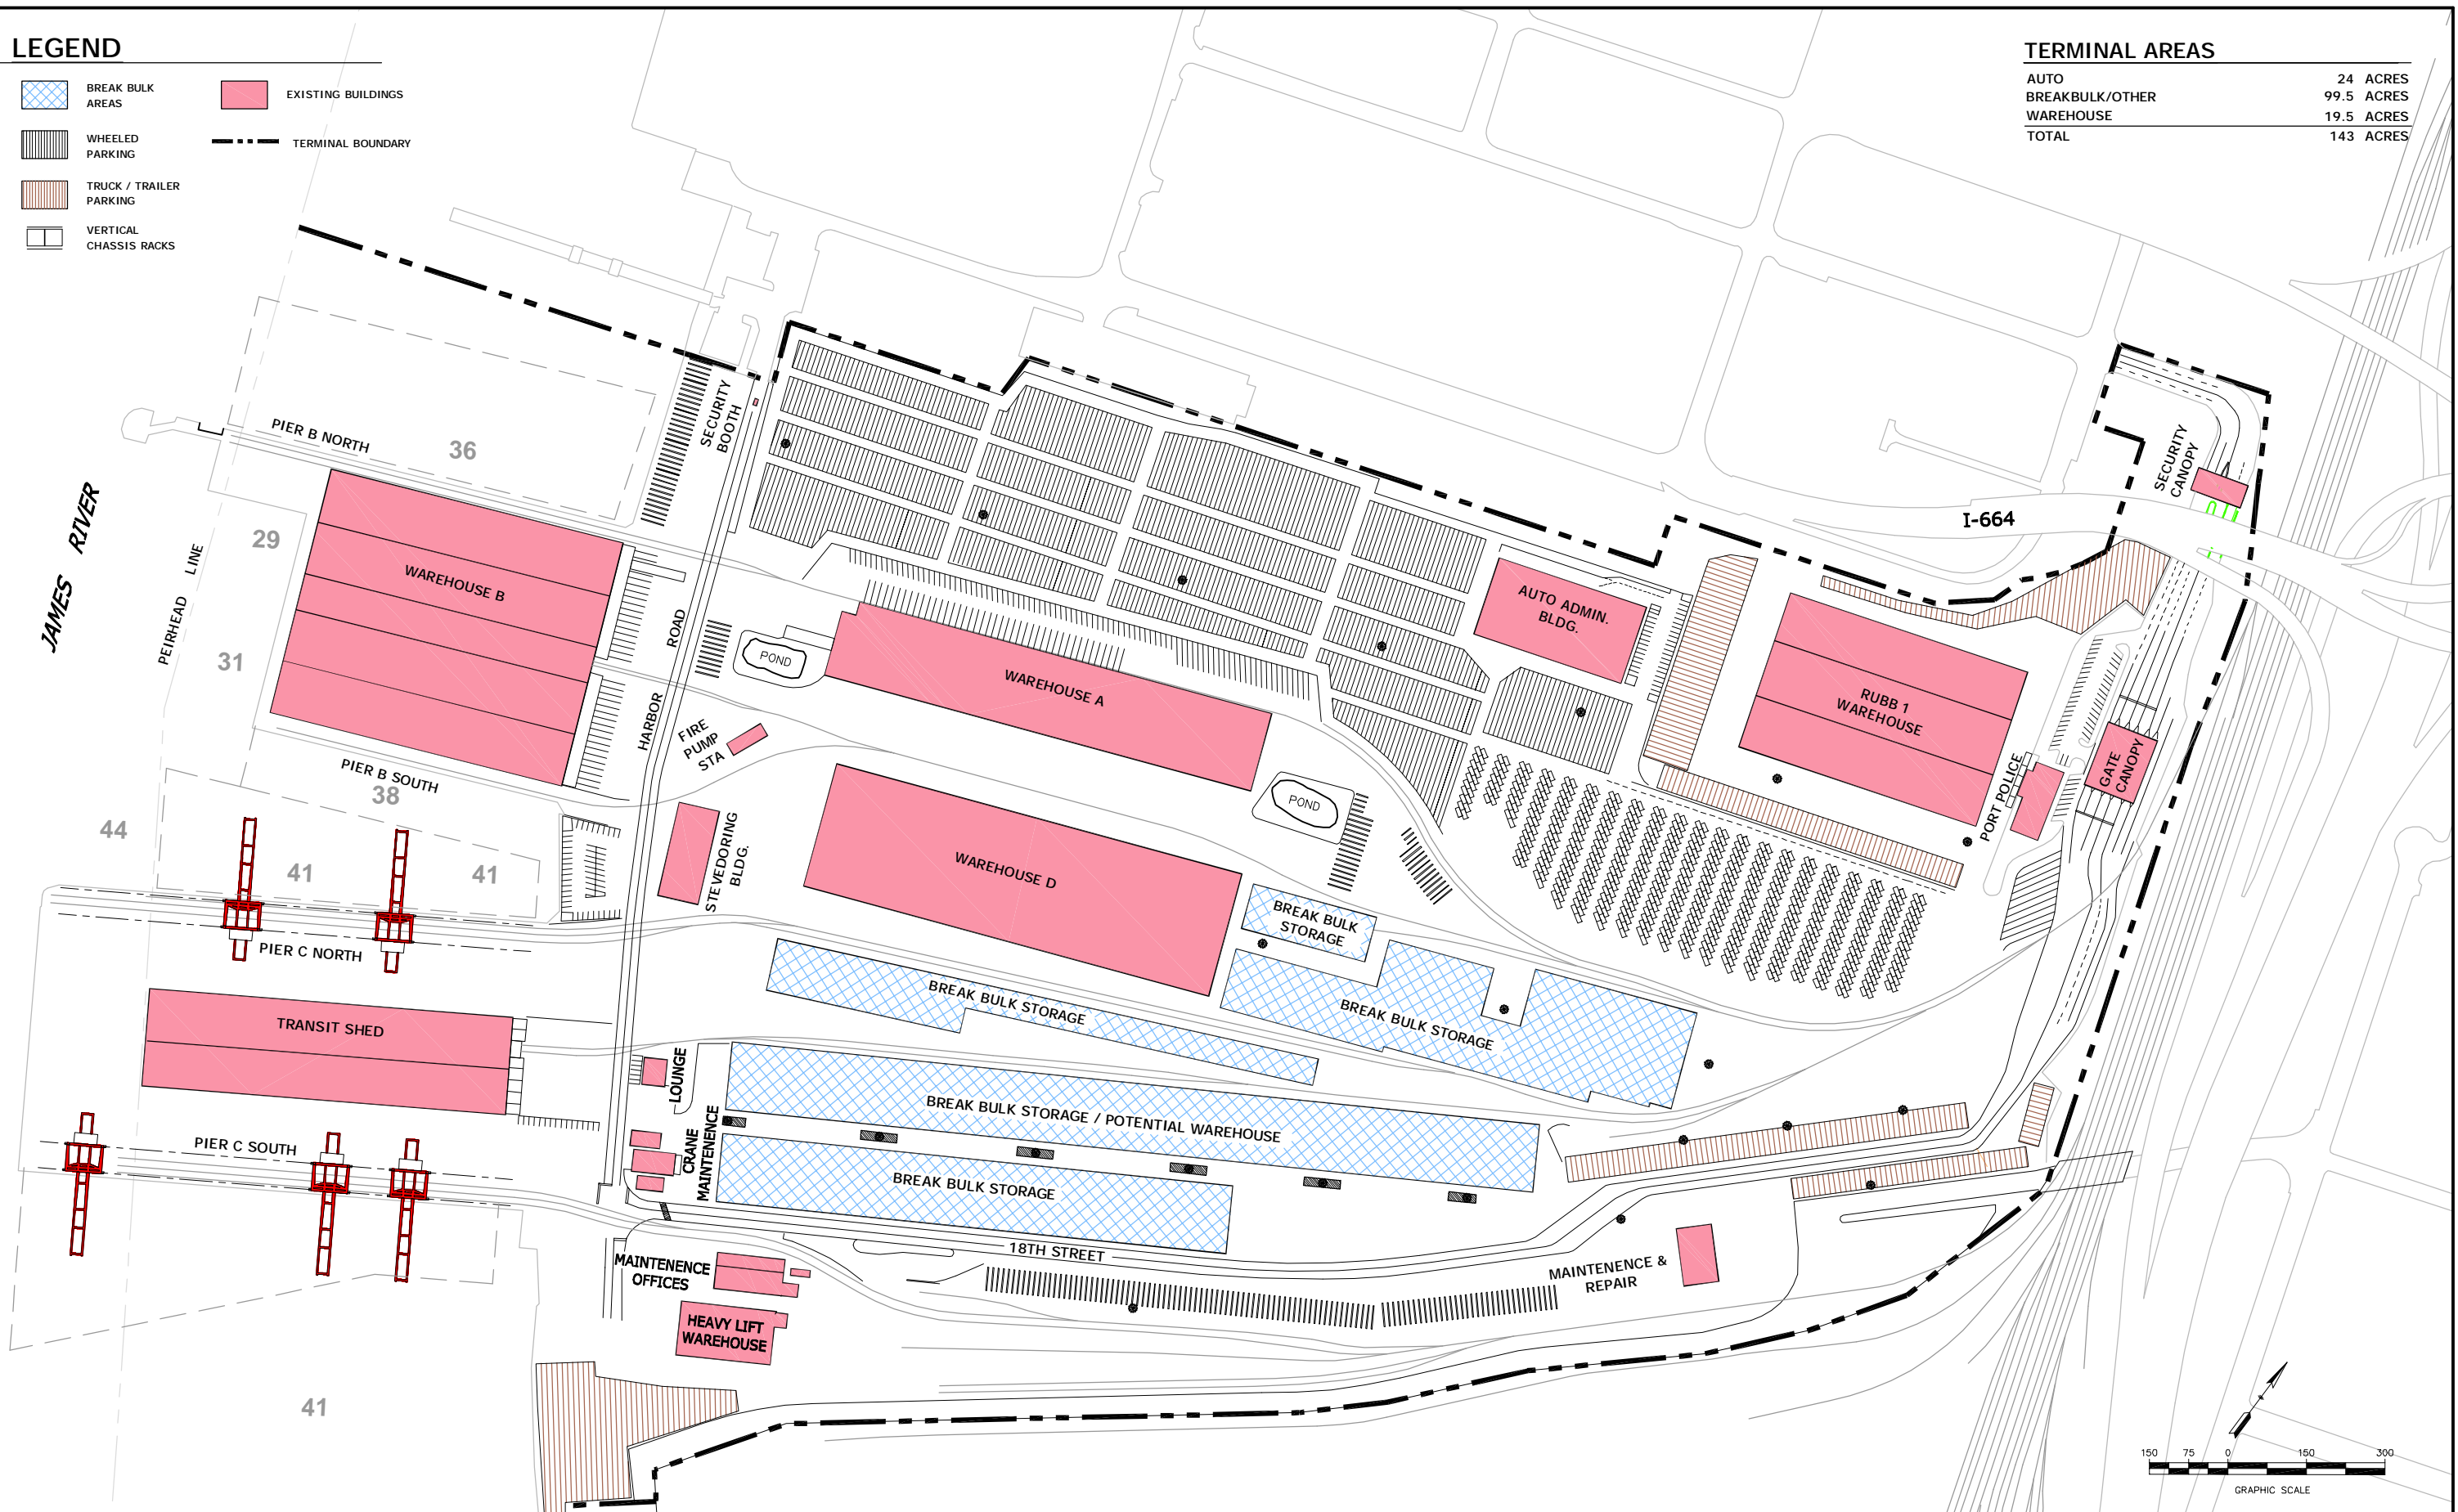 LEGEND
BREAK BULK
AREAS
EXISTING BUILDINGS
WHEELED
PARKING
TERMINAL BOUNDARY
TRUCK / TRAILER
PARKING
VERTICAL
CHASSIS RACKS
TERMINAL AREAS
AUTO 24 ACRES
BREAKBULK/OTHER 99.5 ACRES
WAREHOUSE 19.5 ACRES
TOTAL 143 ACRES
JAMES RIVER
PEIRHEAD LINE
PIER B NORTH
36
29
31
WAREHOUSE B
PIER B SOUTH
38
44
41
41
PIER C NORTH
TRANSIT SHED
PIER C SOUTH
41
SECURITY
BOOTH
HARBOR ROAD
POND
FIRE
PUMP
STA
STEVEDORING
BLDG.
WAREHOUSE A
WAREHOUSE D
POND
AUTO ADMIN.
BLDG.
RUBB 1
WAREHOUSE
I-664
SECURITY
CANOPY
GATE
CANOPY
PORT POLICE
BREAK BULK
STORAGE
BREAK BULK STORAGE
BREAK BULK STORAGE
BREAK BULK STORAGE / POTENTIAL WAREHOUSE
BREAK BULK STORAGE
LOUNGE
CRANE
MAINTENENCE
18TH STREET
MAINTENENCE
OFFICES
HEAVY LIFT
WAREHOUSE
MAINTENENCE &
REPAIR
150 75 0 150 300
GRAPHIC SCALE